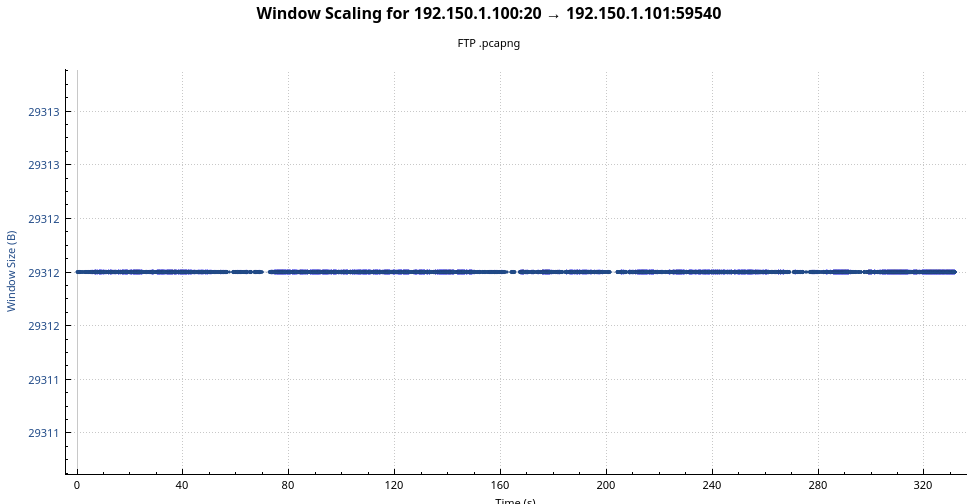 Window Scaling for 192.150.1.100:20 → 192.150.1.101:59540
FTP .pcapng
29313
29313
29312
29312
29312
29311
29311
Window Size (B)
0 40 80 120 160 200 240 280 320
Time (s)